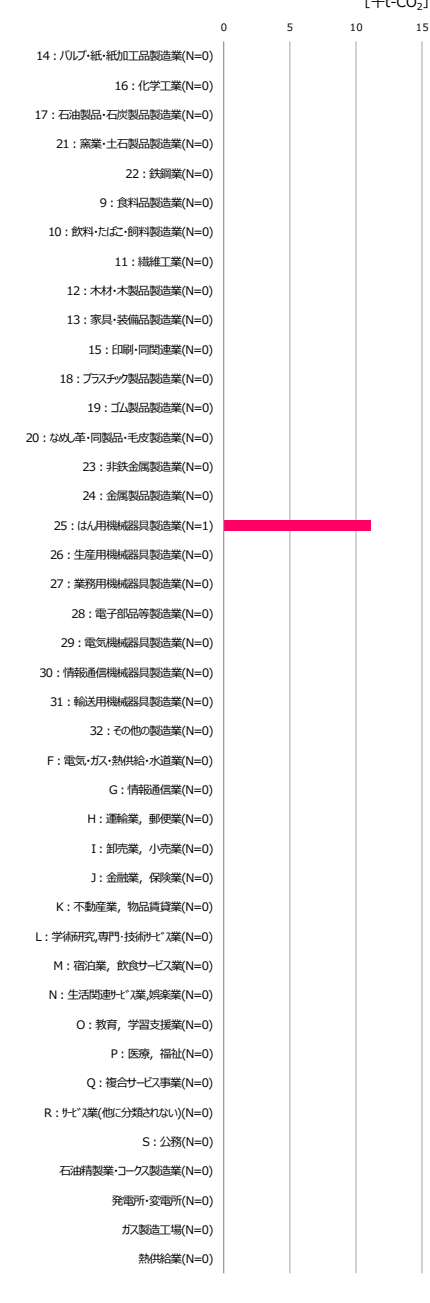 [千t-CO₂]
0 5 10 15
14：パルプ・紙・紙加工品製造業(N=0)
16：化学工業(N=0)
17：石油製品・石炭製品製造業(N=0)
21：窯業・土石製品製造業(N=0)
22：鉄鋼業(N=0)
9：食料品製造業(N=0)
10：飲料・たばこ・飼料製造業(N=0)
11：繊維工業(N=0)
12：木材・木製品製造業(N=0)
13：家具・装備品製造業(N=0)
15：印刷・同関連業(N=0)
18：プラスチック製品製造業(N=0)
19：ゴム製品製造業(N=0)
20：なめし革・同製品・毛皮製造業(N=0)
23：非鉄金属製造業(N=0)
24：金属製品製造業(N=0)
25：はん用機械器具製造業(N=1)
26：生産用機械器具製造業(N=0)
27：業務用機械器具製造業(N=0)
28：電子部品等製造業(N=0)
29：電気機械器具製造業(N=0)
30：情報通信機械器具製造業(N=0)
31：輸送用機械器具製造業(N=0)
32：その他の製造業(N=0)
F：電気・ガス・熱供給・水道業(N=0)
G：情報通信業(N=0)
H：運輸業，郵便業(N=0)
I：卸売業，小売業(N=0)
J：金融業，保険業(N=0)
K：不動産業，物品賃貸業(N=0)
L：学術研究,専門・技術ｻｰﾋﾞｽ業(N=0)
M：宿泊業，飲食サービス業(N=0)
N：生活関連ｻｰﾋﾞｽ業,娯楽業(N=0)
O：教育，学習支援業(N=0)
P：医療，福祉(N=0)
Q：複合サービス事業(N=0)
R：ｻｰﾋﾞｽ業(他に分類されない)(N=0)
S：公務(N=0)
石油精製業・コークス製造業(N=0)
発電所・変電所(N=0)
ガス製造工場(N=0)
熱供給業(N=0)